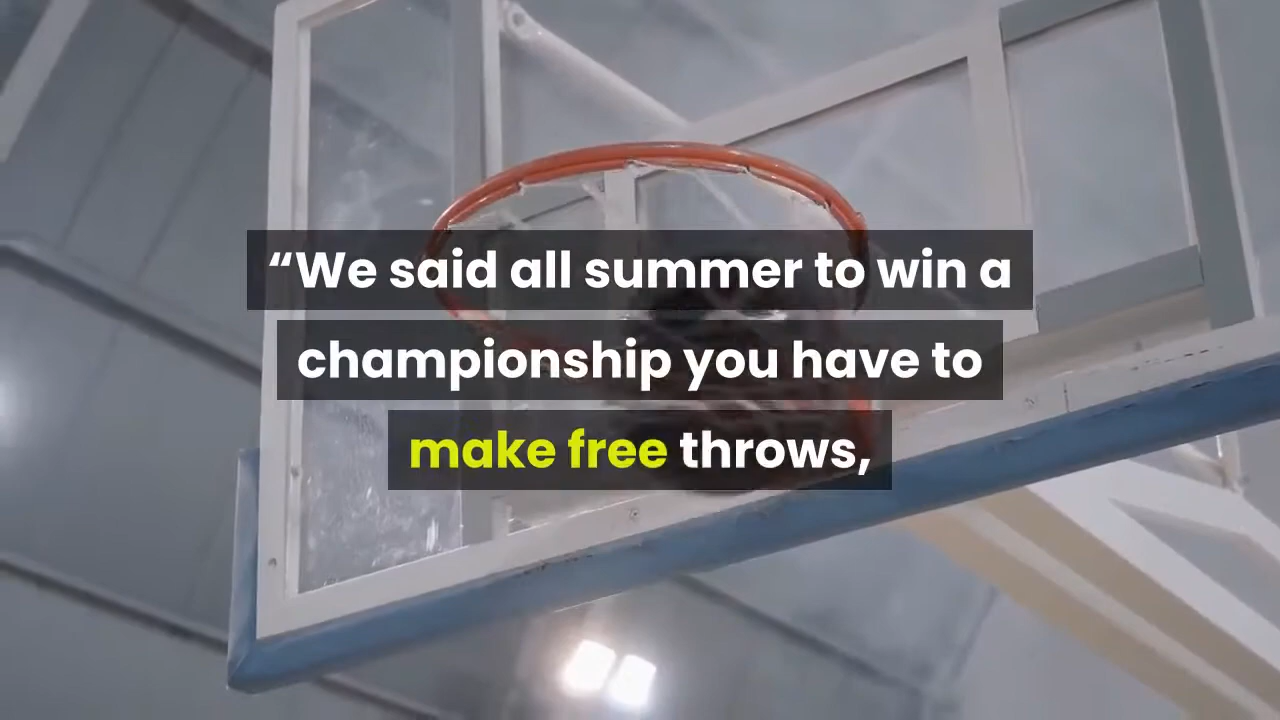 “We said all summer to win a
championship you have to
make free throws,